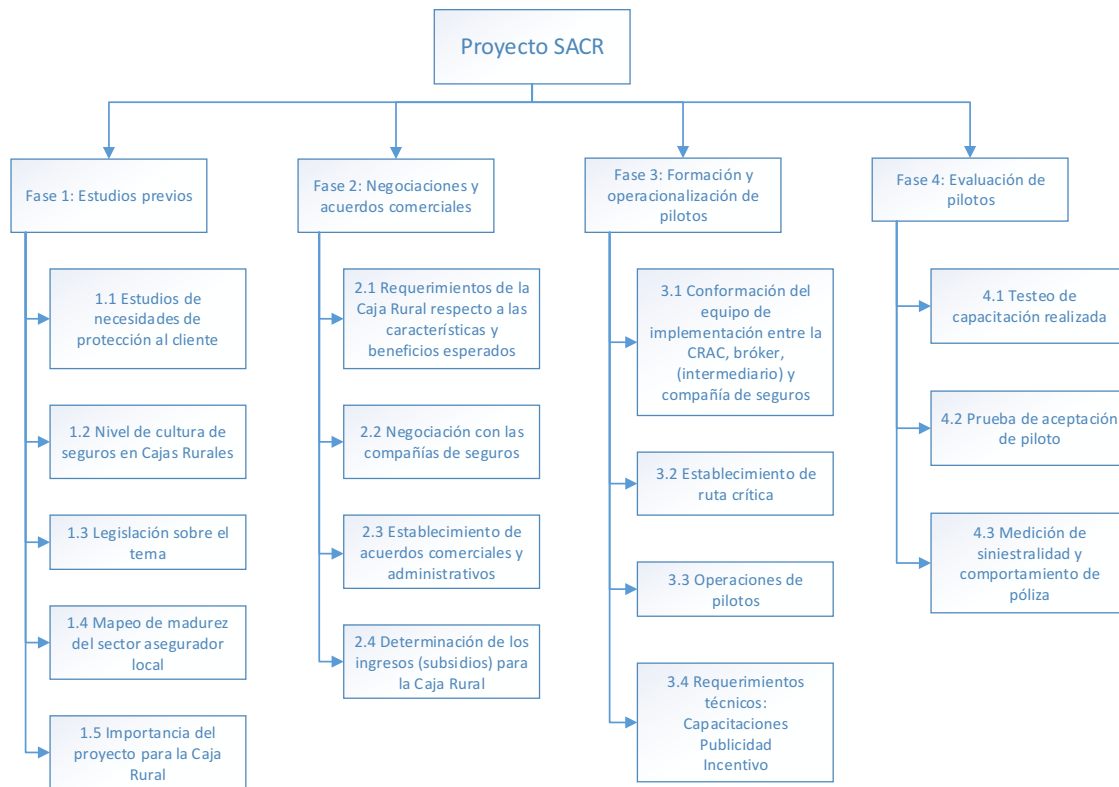 Proyecto SACR
Fase 1: Estudios previos
Fase 2: Negociaciones y
acuerdos comerciales
Fase 3: Formación y
operacionalización de
pilotos
Fase 4: Evaluación de
pilotos
1.1 Estudios de
necesidades de
protección al cliente
1.2 Nivel de cultura de
seguros en Cajas Rurales
1.3 Legislación sobre el
tema
1.4 Mapeo de madurez
del sector asegurador
local
1.5 Importancia del
proyecto para la Caja
Rural
2.1 Requerimientos de la
Caja Rural respecto a las
características y
beneficios esperados
2.2 Negociación con las
compañías de seguros
2.3 Establecimiento de
acuerdos comerciales y
administrativos
2.4 Determinación de los
ingresos (subsidios) para
la Caja Rural
3.1 Conformación del
equipo de
implementación entre la
CRAC, bróker,
(intermediario) y
compañía de seguros
3.2 Establecimiento de
ruta crítica
3.3 Operaciones de
pilotos
3.4 Requerimientos
técnicos:
Capacitaciones
Publicidad
Incentivo
4.1 Testeo de
capacitación realizada
4.2 Prueba de aceptación
de piloto
4.3 Medición de
siniestralidad y
comportamiento de
póliza